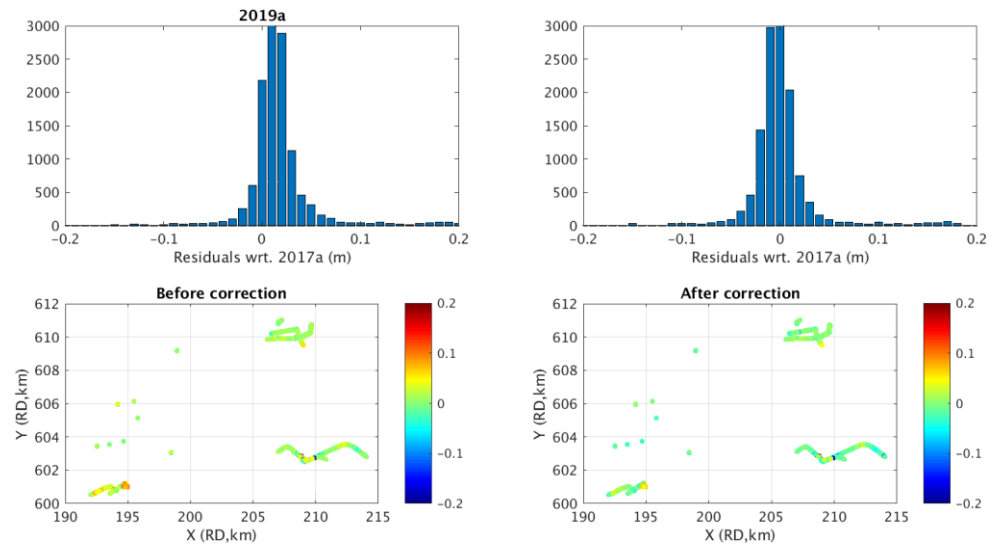 2019a
3000
2500
2000
1500
1000
500
0
−0.2 −0.1 0 0.1 0.2
Residuals wrt. 2017a (m)
3000
2500
2000
1500
1000
500
0
−0.2 −0.1 0 0.1 0.2
Residuals wrt. 2017a (m)
Before correction
612
610
608
606
604
602
600
Y (RD,km)
190 195 200 205 210 215
X (RD,km)
0.2
0.1
0
−0.1
−0.2
After correction
612
610
608
606
604
602
600
Y (RD,km)
190 195 200 205 210 215
X (RD,km)
0.2
0.1
0
−0.1
−0.2